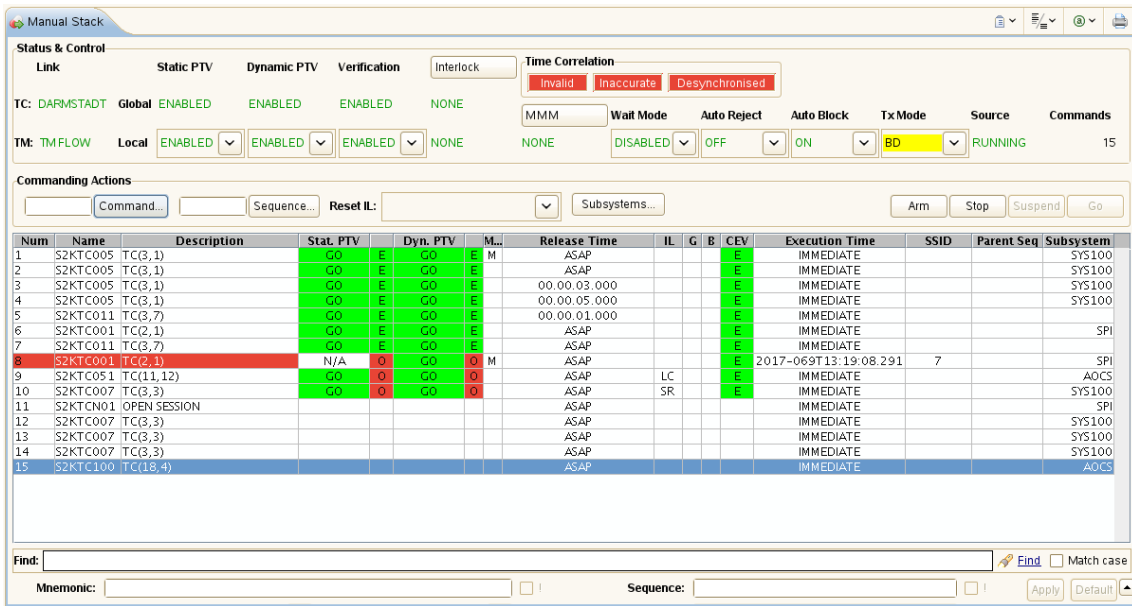 Manual Stack
Status & Control
Link Static PTV Dynamic PTV Verification Interlock Time Correlation
Invalid Inaccurate Desynchronised
TC: DARMSTADT Global ENABLED ENABLED ENABLED NONE
MMM Wait Mode Auto Reject Auto Block Tx Mode Source Commands
TM: TM FLOW Local ENABLED ENABLED ENABLED NONE NONE DISABLED OFF ON BD RUNNING 15
Commanding Actions
Command... Sequence... Reset IL: Subsystems... Arm Stop Suspend Go
Num Name Description Stat. PTV Dyn. PTV M... Release Time IL G B CEV Execution Time SSID Parent Seq Subsystem
1 S2KTC005 TC(3,1) GO E GO E M ASAP E IMMEDIATE SYS100
2 S2KTC005 TC(3,1) GO E GO E ASAP E IMMEDIATE SYS100
3 S2KTC005 TC(3,1) GO E GO E 00.00.03.000 E IMMEDIATE SYS100
4 S2KTC005 TC(3,1) GO E GO E 00.00.05.000 E IMMEDIATE SYS100
5 S2KTC011 TC(3,7) GO E GO E 00.00.01.000 E IMMEDIATE
6 S2KTC001 TC(2,1) GO E GO E ASAP E IMMEDIATE SPI
7 S2KTC011 TC(3,7) GO E GO E ASAP E IMMEDIATE
8 S2KTC001 TC(2,1) N/A O GO O M ASAP E 2017-069T13:19:08.291 7 SPI
9 S2KTC051 TC(11,12) GO O GO O ASAP LC E IMMEDIATE AOCS
10 S2KTC007 TC(3,3) GO O GO O ASAP SR E IMMEDIATE SYS100
11 S2KTCN01 OPEN SESSION ASAP IMMEDIATE SPI
12 S2KTC007 TC(3,3) ASAP IMMEDIATE SYS100
13 S2KTC007 TC(3,3) ASAP IMMEDIATE SYS100
14 S2KTC007 TC(3,3) ASAP IMMEDIATE SYS100
15 S2KTC100 TC(18,4) ASAP IMMEDIATE AOCS
Find: Find Match case
Mnemonic: ! Sequence: ! Apply Default